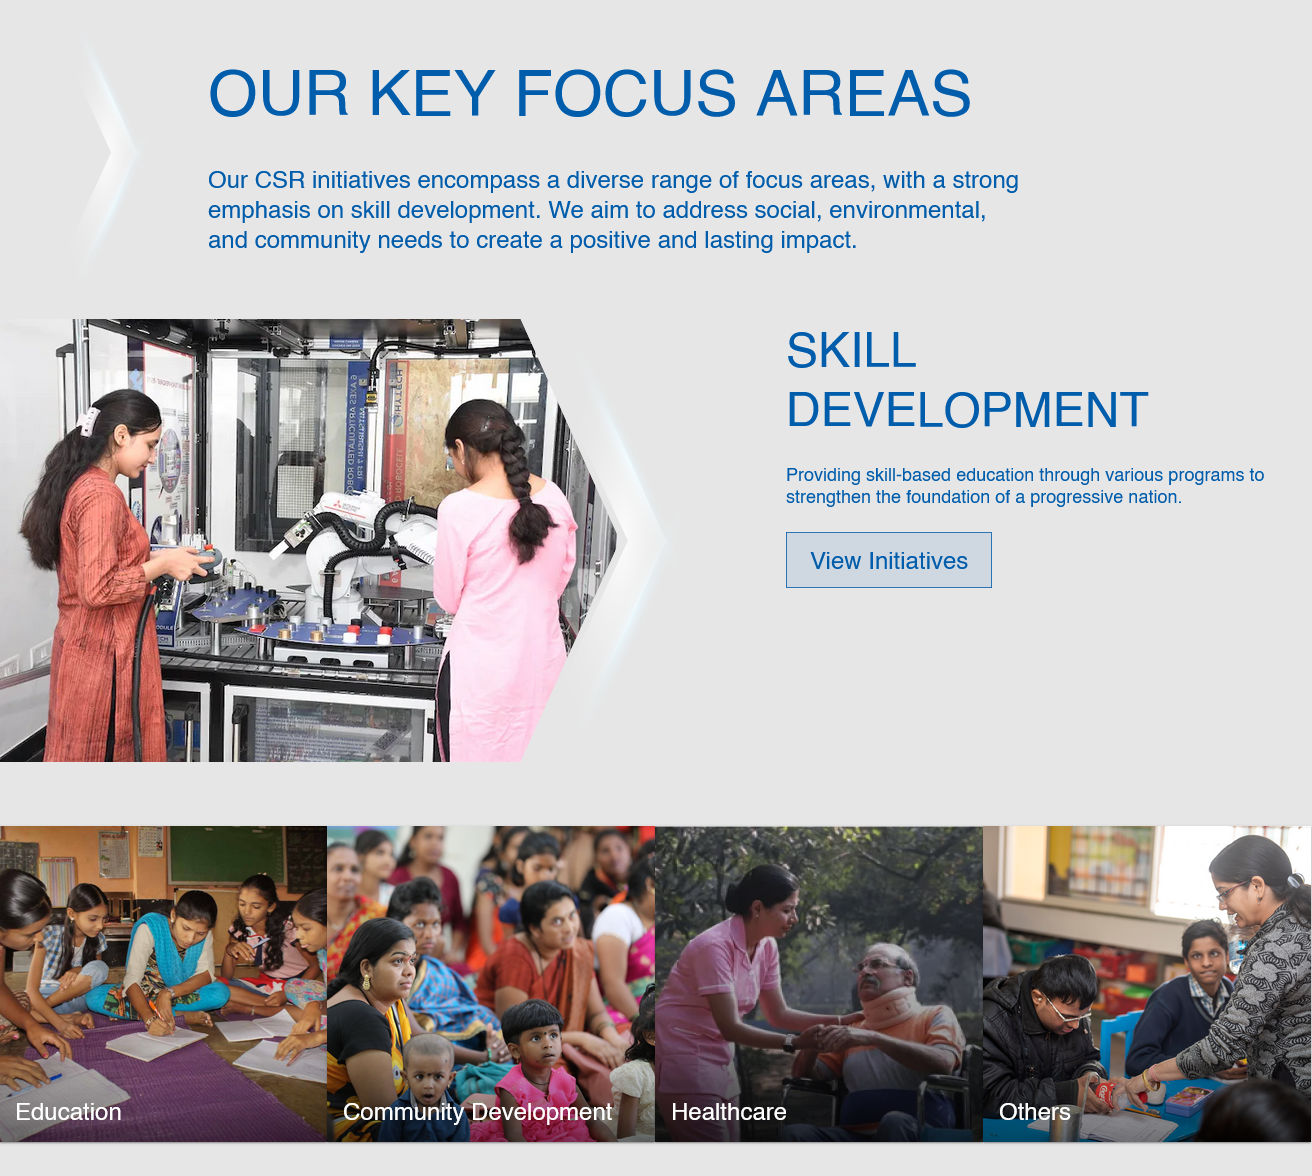 OUR KEY FOCUS AREAS
Our CSR initiatives encompass a diverse range of focus areas, with a strong
emphasis on skill development. We aim to address social, environmental,
and community needs to create a positive and lasting impact.
SKILL
DEVELOPMENT
Providing skill-based education through various programs to
strengthen the foundation of a progressive nation.
View Initiatives
Education
Community Development
Healthcare
Others